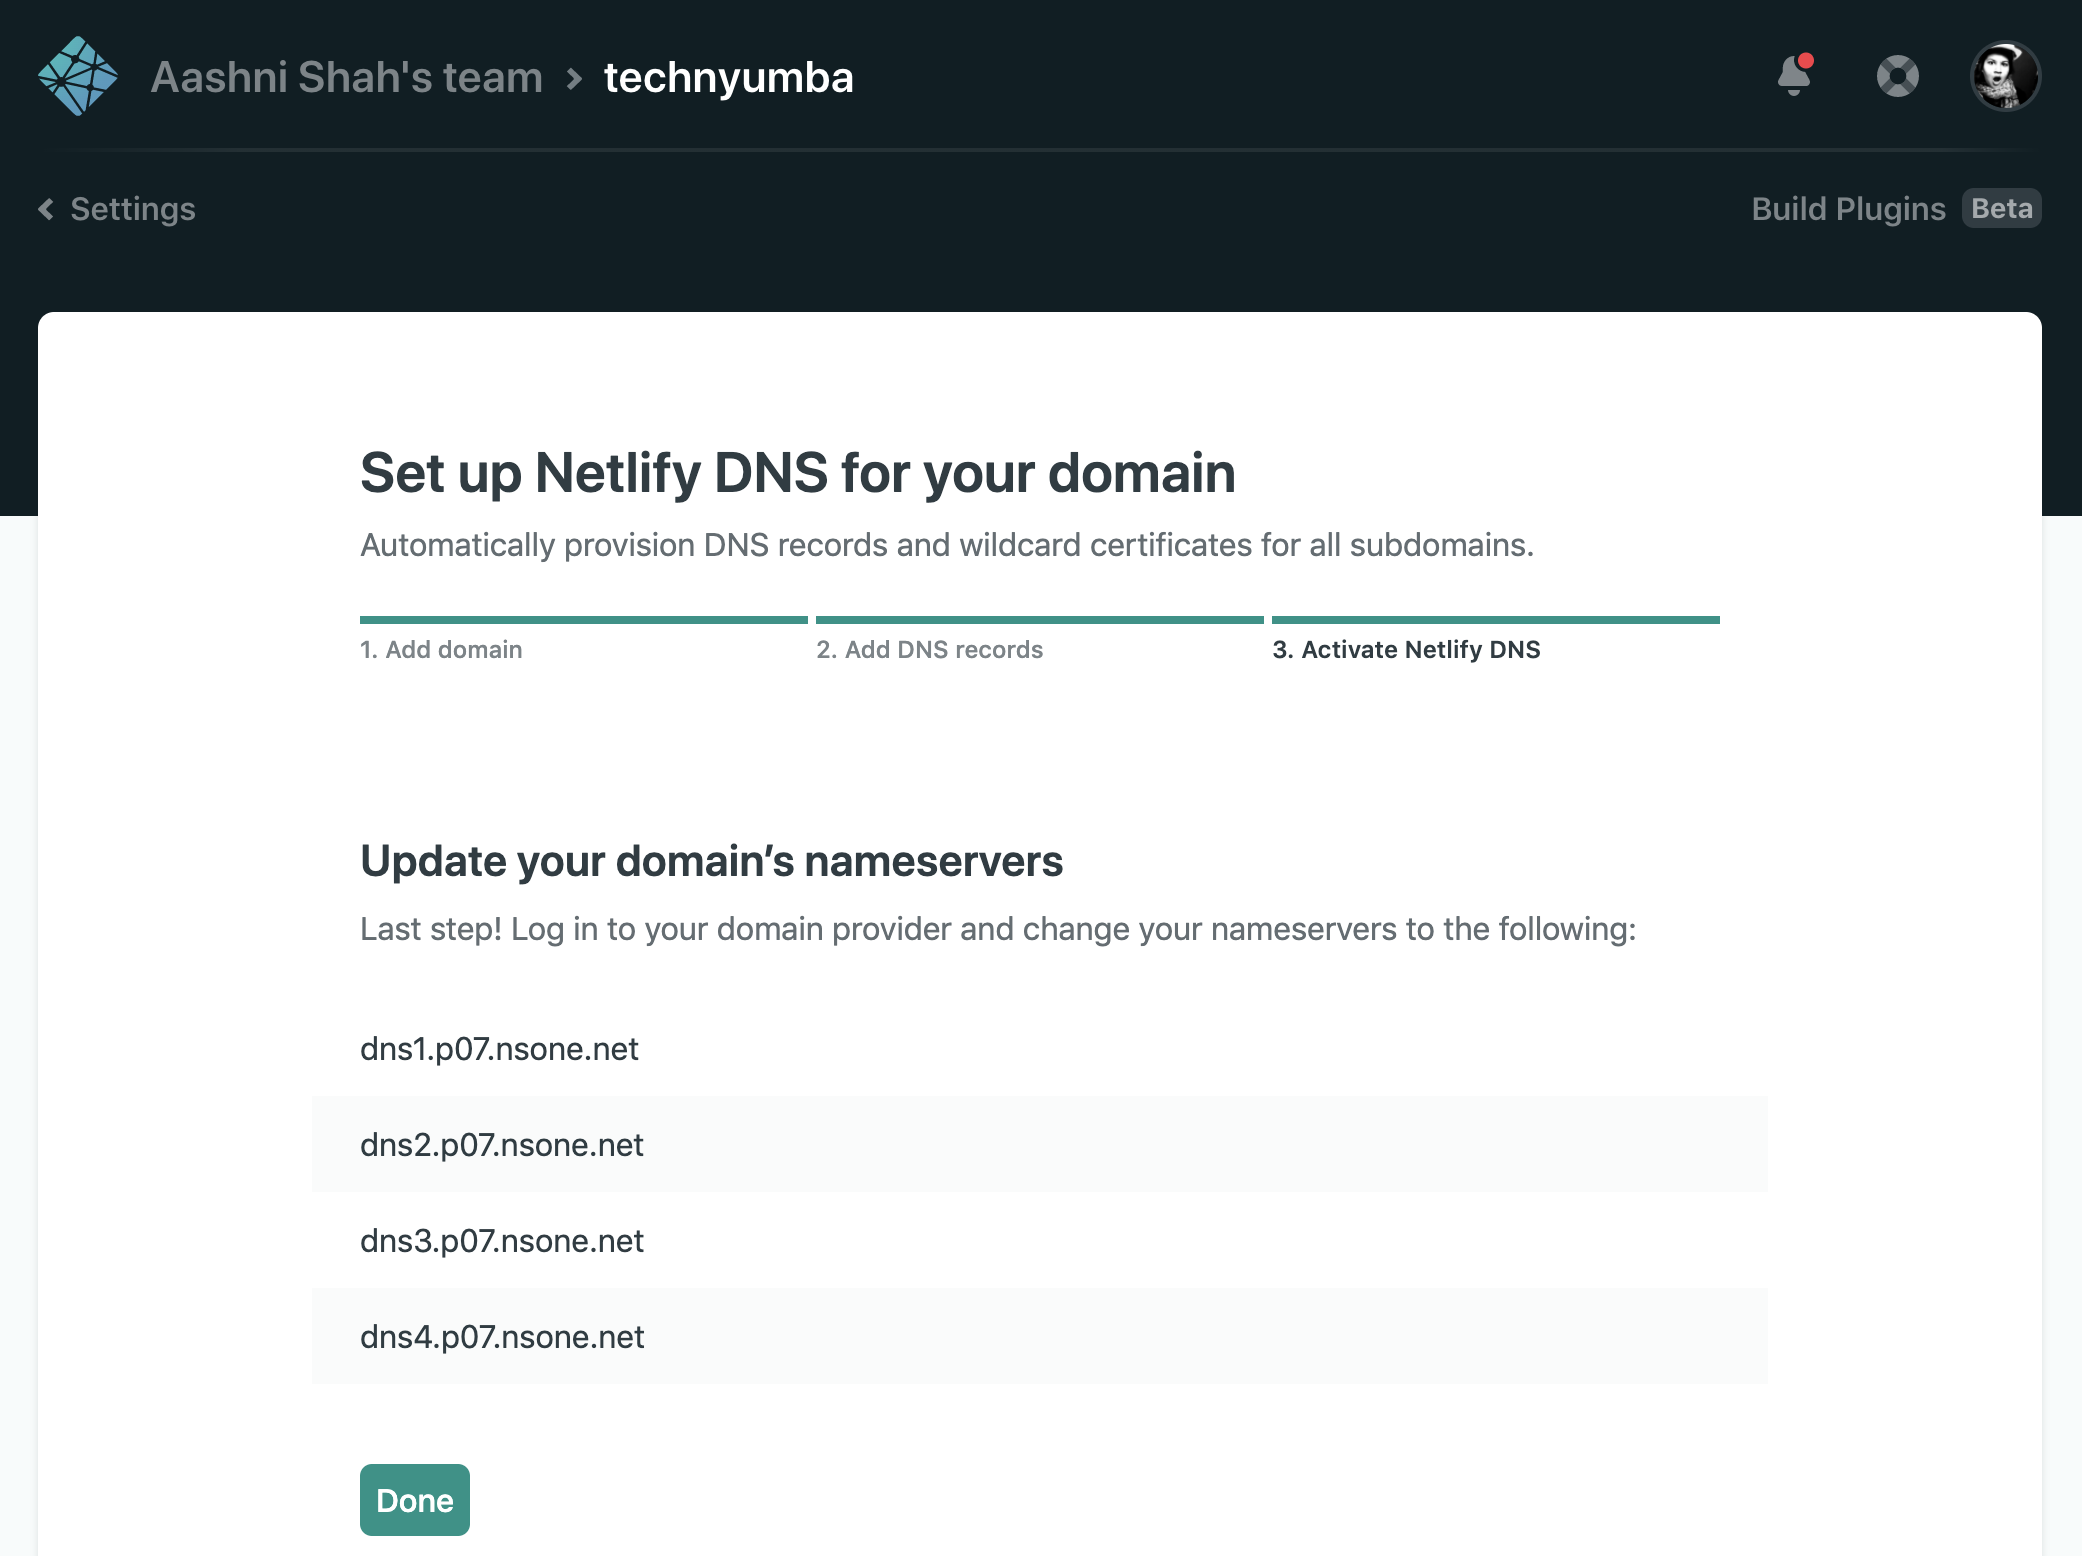 Aashni Shah's team > technyumba
Settings
Build Plugins Beta
Set up Netlify DNS for your domain
Automatically provision DNS records and wildcard certificates for all subdomains.
1. Add domain
2. Add DNS records
3. Activate Netlify DNS
Update your domain’s nameservers
Last step! Log in to your domain provider and change your nameservers to the following:
dns1.p07.nsone.net
dns2.p07.nsone.net
dns3.p07.nsone.net
dns4.p07.nsone.net
Done